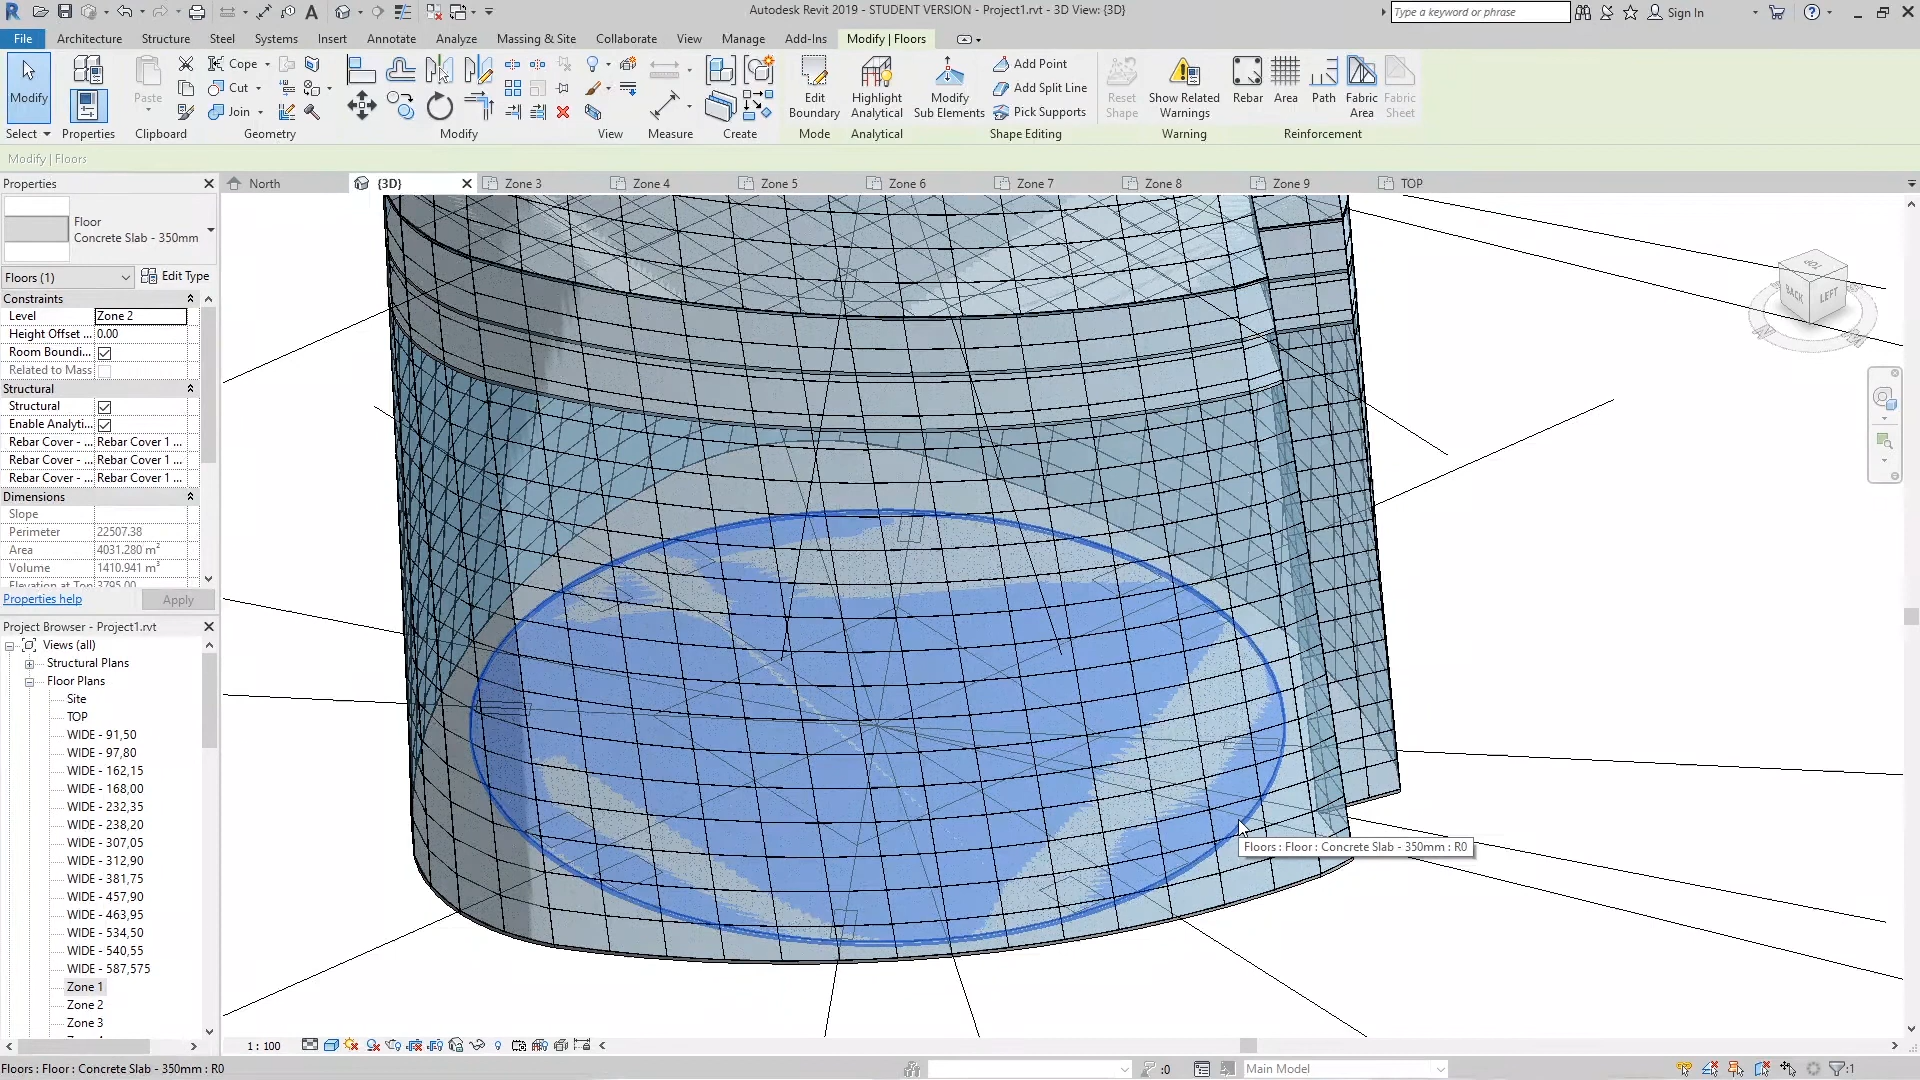 Autodesk Revit 2019 - STUDENT VERSION - Project1.rvt - 3D View: {3D}
Type a keyword or phrase
Sign In
File Architecture Structure Steel Systems Insert Annotate Analyze Massing & Site Collaborate View Manage Add-Ins Modify | Floors
Modify
Select
Properties
Paste
Clipboard
Cope
Cut
Join
Geometry
Modify
View
Measure
Create
Edit Boundary
Mode
Highlight Analytical
Analytical
Modify Sub Elements
Add Point
Add Split Line
Pick Supports
Shape Editing
Reset Shape
Show Related Warnings
Warning
Rebar
Area
Path
Fabric Area
Fabric Sheet
Reinforcement
Modify | Floors
Properties
North
{3D}
Zone 3
Zone 4
Zone 5
Zone 6
Zone 7
Zone 8
Zone 9
TOP
Floor
Concrete Slab - 350mm
Floors (1)
Edit Type
Constraints
Level Zone 2
Height Offset ... 0.00
Room Boundi...
Related to Mass
Structural
Structural
Enable Analyti...
Rebar Cover - ... Rebar Cover 1 ...
Rebar Cover - ... Rebar Cover 1 ...
Rebar Cover - ... Rebar Cover 1 ...
Dimensions
Slope
Perimeter 22507.38
Area 4031.280 m²
Volume 1410.941 m³
Elevation at Top 3795.00
Properties help
Apply
Project Browser - Project1.rvt
Views (all)
Structural Plans
Floor Plans
Site
TOP
WIDE - 91,50
WIDE - 97,80
WIDE - 162,15
WIDE - 168,00
WIDE - 232,35
WIDE - 238,20
WIDE - 307,05
WIDE - 312,90
WIDE - 381,75
WIDE - 457,90
WIDE - 463,95
WIDE - 534,50
WIDE - 540,55
WIDE - 587,575
Zone 1
Zone 2
Zone 3
TOP
BACK
LEFT
Floors : Floor : Concrete Slab - 350mm : R0
1 : 100
Floors : Floor : Concrete Slab - 350mm : R0
:0
Main Model
:1